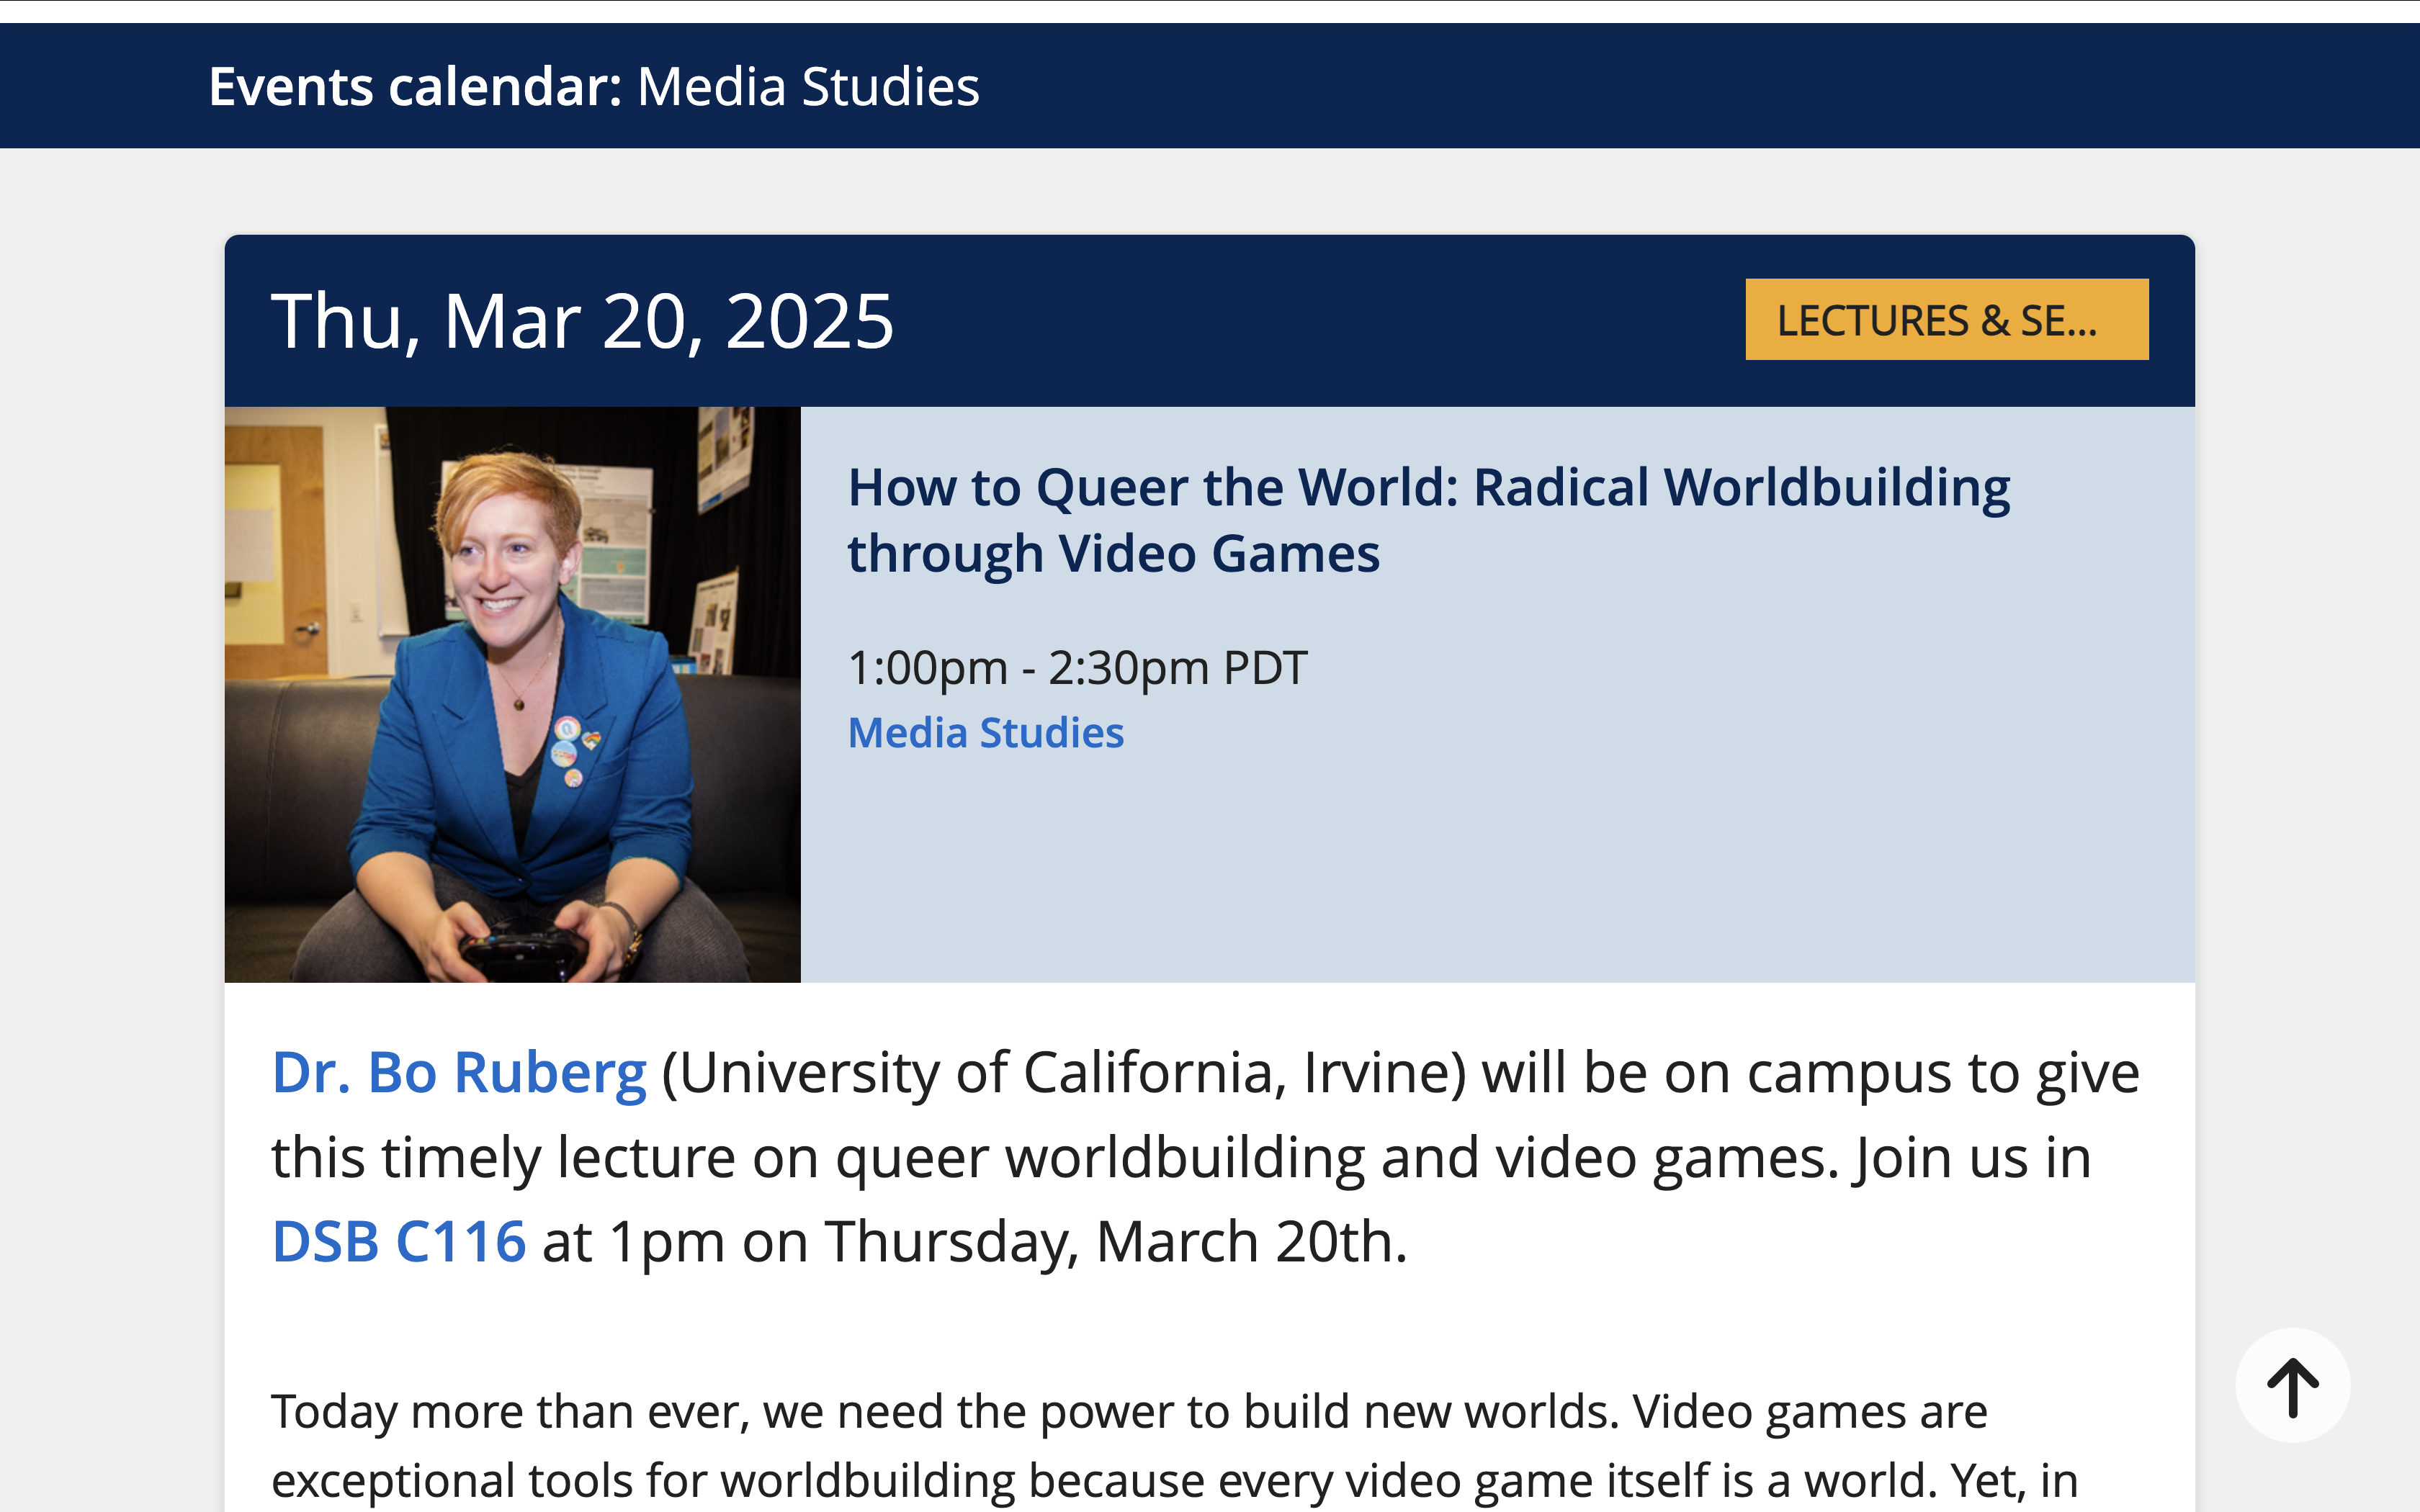 Events calendar: Media Studies
Thu, Mar 20, 2025
LECTURES & SE...
How to Queer the World: Radical Worldbuilding
through Video Games
1:00pm - 2:30pm PDT
Media Studies
Dr. Bo Ruberg (University of California, Irvine) will be on campus to give
this timely lecture on queer worldbuilding and video games. Join us in
DSB C116 at 1pm on Thursday, March 20th.
Today more than ever, we need the power to build new worlds. Video games are
exceptional tools for worldbuilding because every video game itself is a world. Yet, in